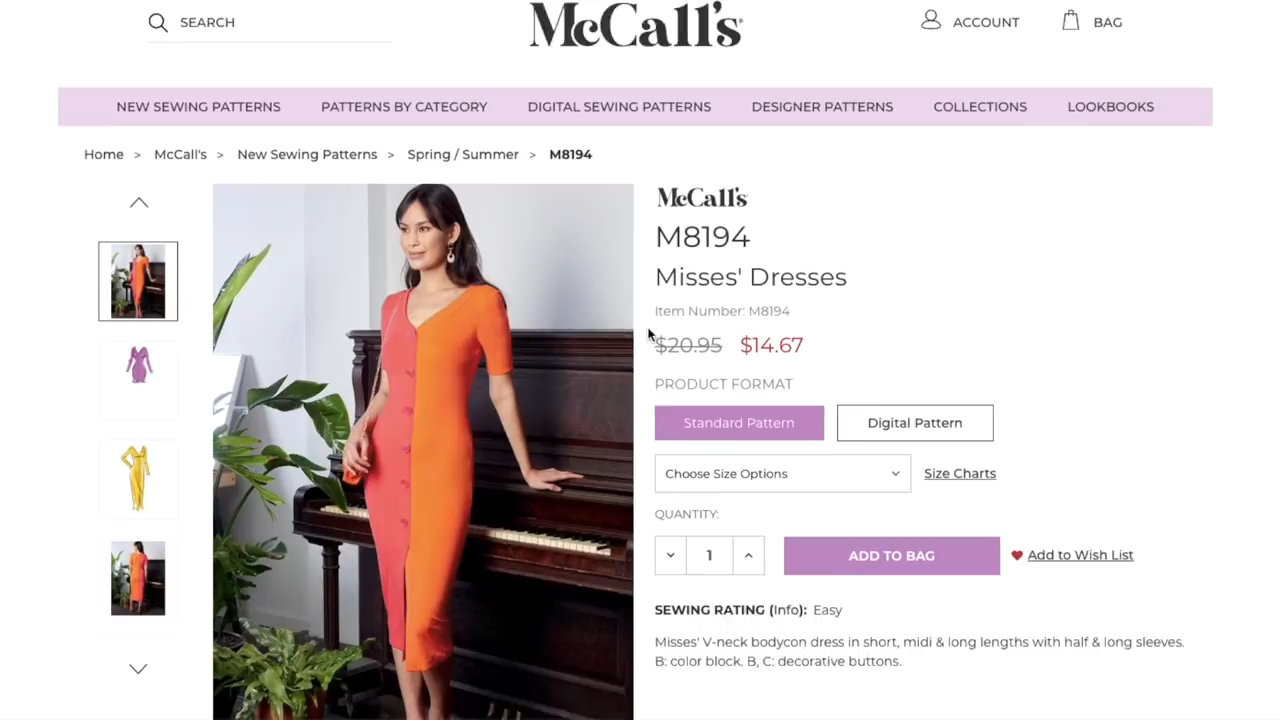 SEARCH
McCall's
ACCOUNT
BAG
NEW SEWING PATTERNS
PATTERNS BY CATEGORY
DIGITAL SEWING PATTERNS
DESIGNER PATTERNS
COLLECTIONS
LOOKBOOKS
Home > McCall's > New Sewing Patterns > Spring / Summer > M8194
McCall's
M8194
Misses' Dresses
Item Number: M8194
$20.95 $14.67
PRODUCT FORMAT
Standard Pattern
Digital Pattern
Choose Size Options
Size Charts
QUANTITY:
1
ADD TO BAG
Add to Wish List
SEWING RATING (Info): Easy
Misses' V-neck bodycon dress in short, midi & long lengths with half & long sleeves.
B: color block. B, C: decorative buttons.